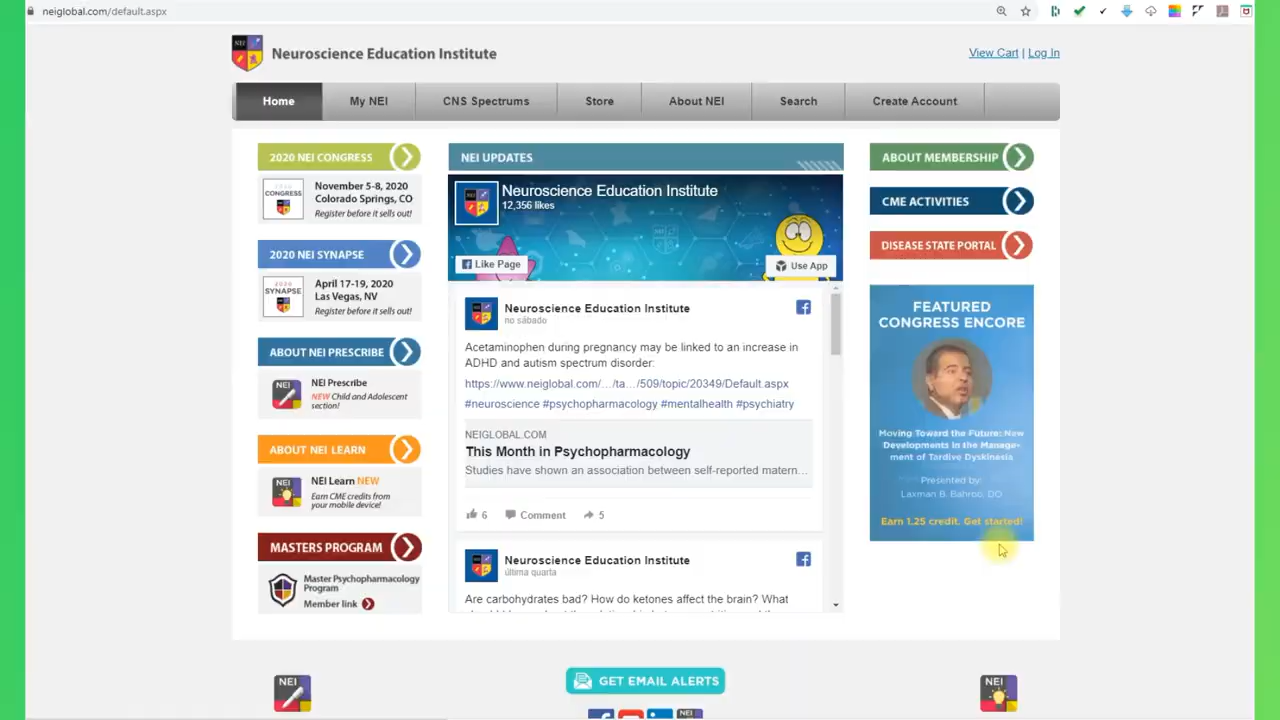 neiglobal.com/default.aspx
NEI
Neuroscience Education Institute
View Cart | Log In
Home
My NEI
CNS Spectrums
Store
About NEI
Search
Create Account
2020 NEI CONGRESS
CONGRESS
November 5-8, 2020
Colorado Springs, CO
Register before it sells out!
2020 NEI SYNAPSE
2020
SYNAPSE
April 17-19, 2020
Las Vegas, NV
Register before it sells out!
ABOUT NEI PRESCRIBE
NEI
NEI Prescribe
NEW Child and Adolescent
section!
ABOUT NEI LEARN
NEI
NEI Learn NEW
Earn CME credits from
your mobile device!
MASTERS PROGRAM
Master Psychopharmacology
Program
Member link
NEI UPDATES
Neuroscience Education Institute
12,356 likes
Like Page
Use App
Neuroscience Education Institute
no sábado
Acetaminophen during pregnancy may be linked to an increase in
ADHD and autism spectrum disorder:
https://www.neiglobal.com/…/ta…/509/topic/20349/Default.aspx
#neuroscience #psychopharmacology #mentalhealth #psychiatry
NEIGLOBAL.COM
This Month in Psychopharmacology
Studies have shown an association between self-reported matern...
6
Comment
5
Neuroscience Education Institute
última quarta
Are carbohydrates bad? How do ketones affect the brain? What
ABOUT MEMBERSHIP
CME ACTIVITIES
DISEASE STATE PORTAL
FEATURED
CONGRESS ENCORE
Moving Toward the Future: New
Developments in the Manage-
ment of Tardive Dyskinesia
Presented by:
Laxman B. Bahroo, DO
Earn 1.25 credit. Get started!
NEI
GET EMAIL ALERTS
NEI
NEI